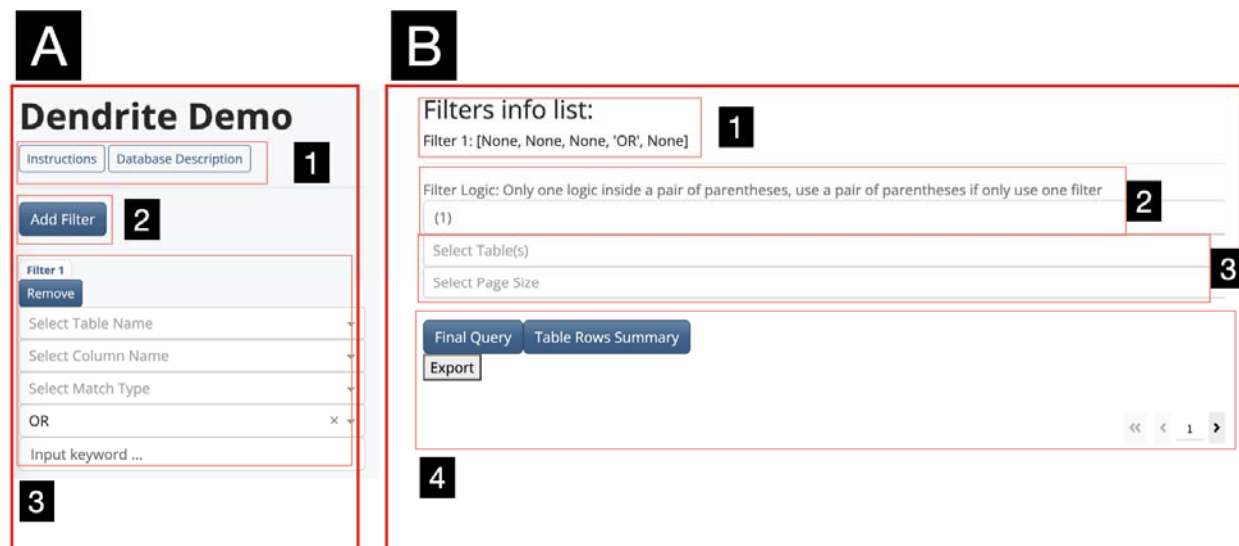 A
Dendrite Demo
Instructions Database Description
1
Add Filter
2
Filter 1
Remove
Select Table Name
Select Column Name
Select Match Type
OR ×
Input keyword ...
3
B
Filters info list:
Filter 1: [None, None, None, 'OR', None]
1
Filter Logic: Only one logic inside a pair of parentheses, use a pair of parentheses if only use one filter
(1)
2
Select Table(s)
Select Page Size
3
Final Query Table Rows Summary
Export
<< < 1 >
4